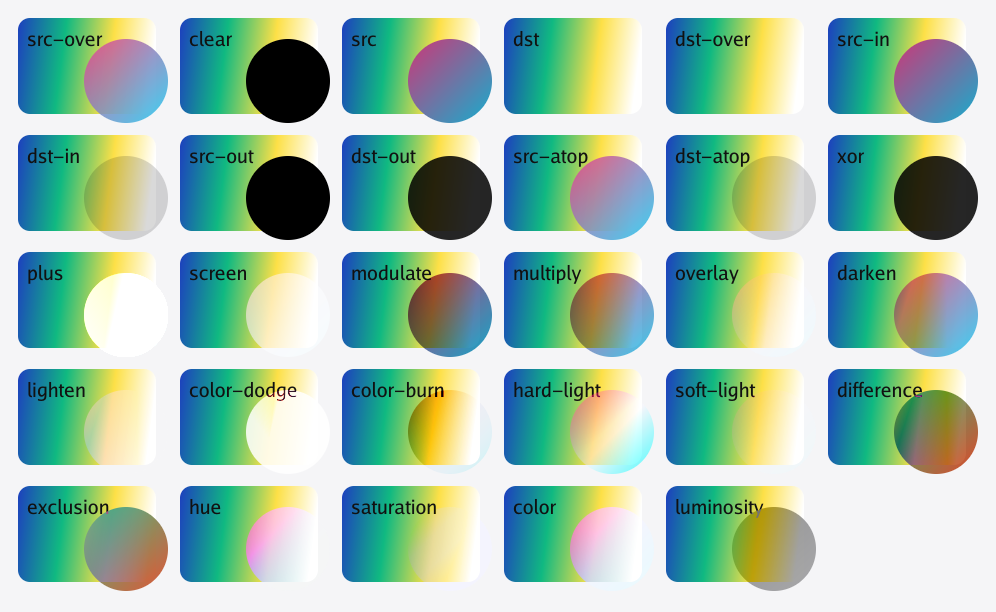 src–over
clear
src
dst
dst–over
src–in
dst–in
src–out
dst–out
src–atop
dst–atop
xor
plus
screen
modulate
multiply
overlay
darken
lighten
color–dodge
color–burn
hard–light
soft–light
difference
exclusion
hue
saturation
color
luminosity